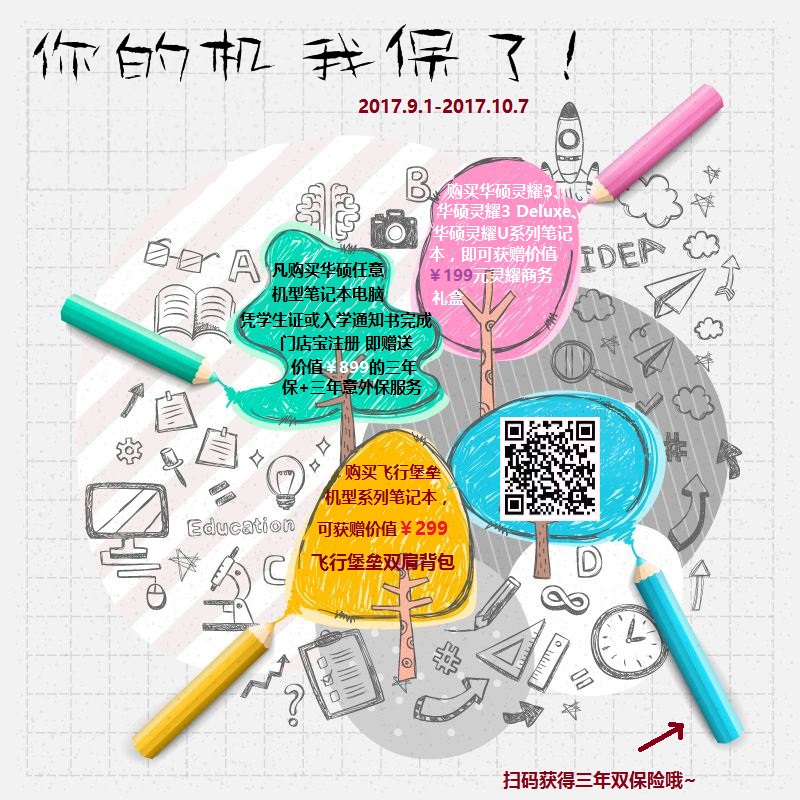 你的机 我保了！
2017.9.1-2017.10.7
购买华硕灵耀3、
华硕灵耀3 Deluxe、
华硕灵耀U系列笔记
本，即可获赠价值
￥199元灵耀商务
礼盒
B
IDEA
A
凡购买华硕任意
机型笔记本电脑
凭学生证或入学通知书完成
门店宝注册 即赠送
价值￥899的三年
保+三年意外保服务
购买飞行堡垒
机型系列笔记本，
可获赠价值￥299
飞行堡垒双肩背包
#
Education
C
D
#
?
扫码获得三年双保险哦~